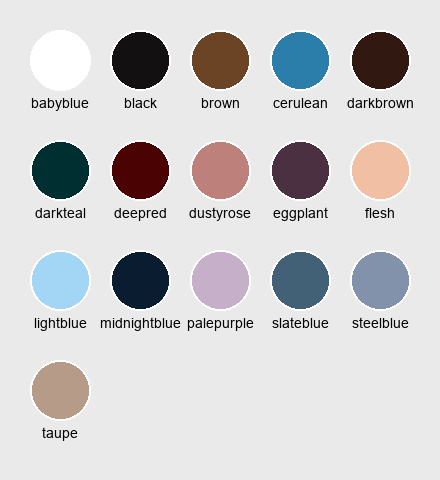 babyblue black brown cerulean darkbrown
darkteal deepred dustyrose eggplant flesh
lightblue midnightblue palepurple slateblue steelblue
taupe